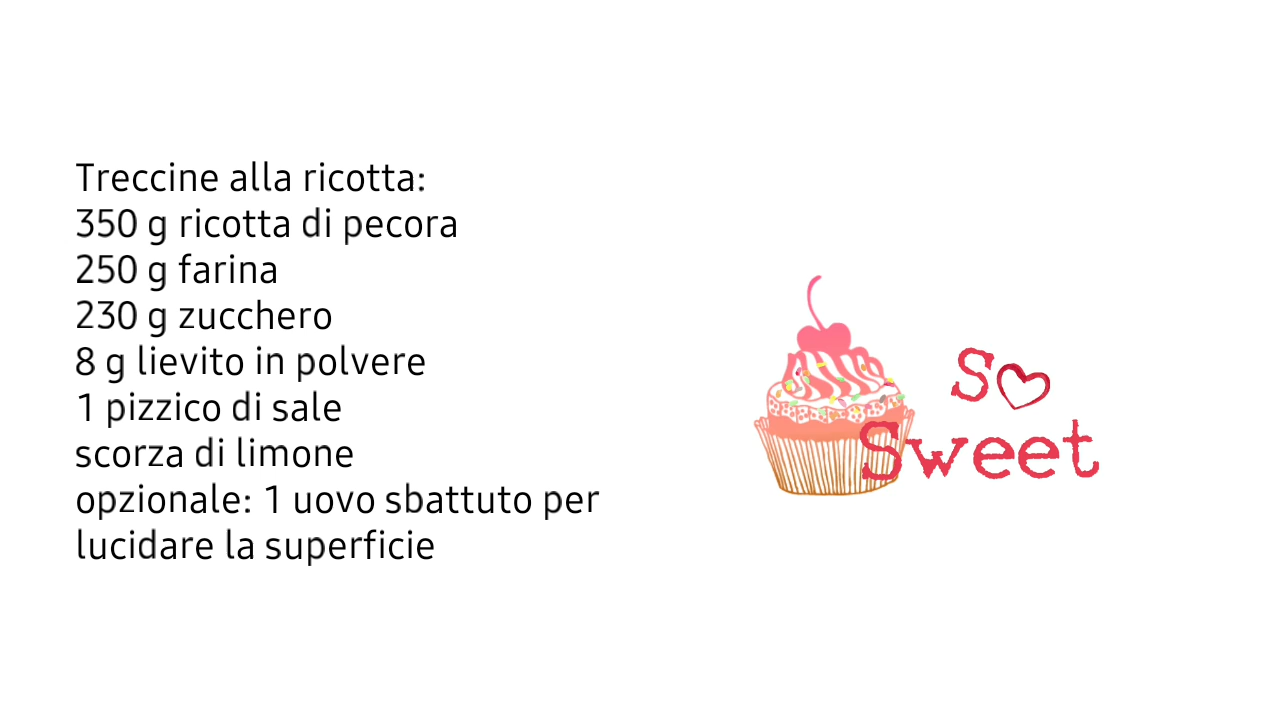 Treccine alla ricotta:
350 g ricotta di pecora
250 g farina
230 g zucchero
8 g lievito in polvere
1 pizzico di sale
scorza di limone
opzionale: 1 uovo sbattuto per
lucidare la superficie
So
Sweet